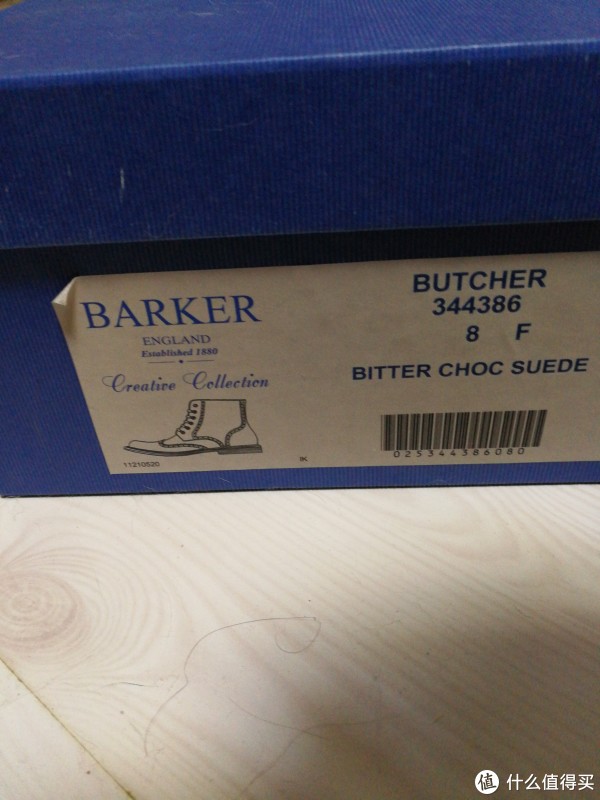 BARKER
ENGLAND
Established 1880
Creative Collection
11210520
IK
BUTCHER
344386
8 F
BITTER CHOC SUEDE
025344386080
值 什么值得买